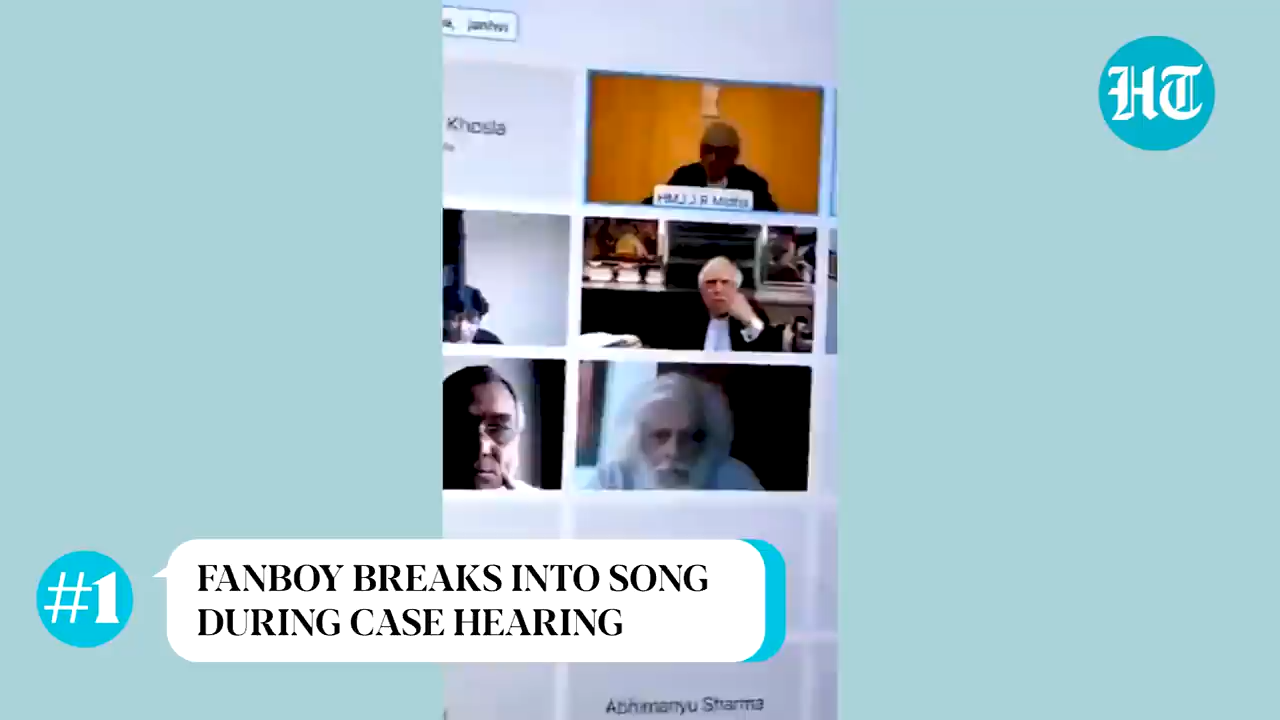 HT
Khosla
HMJ J R Midha
#1
FANBOY BREAKS INTO SONG
DURING CASE HEARING
Abhimanyu Sharma